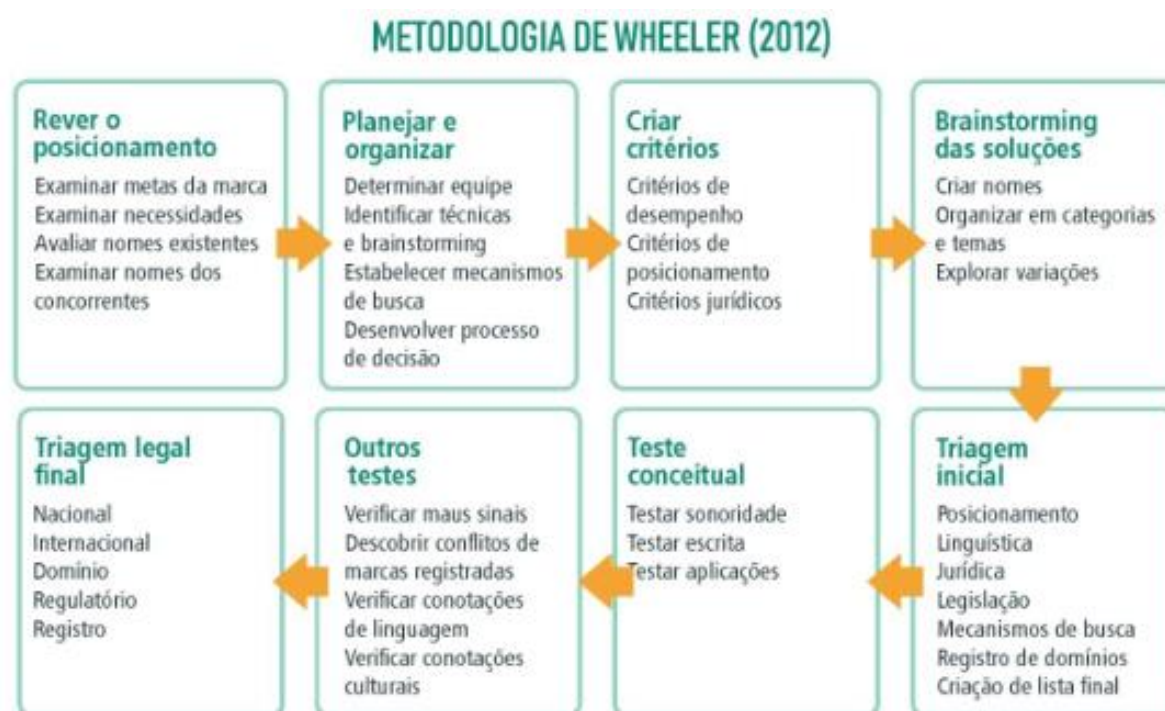 METODOLOGIA DE WHEELER (2012)
Rever o
posicionamento
Examinar metas da marca
Examinar necessidades
Avaliar nomes existentes
Examinar nomes dos
concorrentes
Planejar e
organizar
Determinar equipe
Identificar técnicas
e brainstorming
Estabelecer mecanismos
de busca
Desenvolver processo
de decisão
Criar
critérios
Critérios de
desempenho
Critérios de
posicionamento
Critérios jurídicos
Brainstorming
das soluções
Criar nomes
Organizar em categorias
e temas
Explorar variações
Triagem
inicial
Posicionamento
Linguística
Jurídica
Legislação
Mecanismos de busca
Registro de domínios
Criação de lista final
Teste
conceitual
Testar sonoridade
Testar escrita
Testar aplicações
Outros
testes
Verificar maus sinais
Descobrir conflitos de
marcas registradas
Verificar conotações
de linguagem
Verificar conotações
culturais
Triagem legal
final
Nacional
Internacional
Domínio
Regulatório
Registro